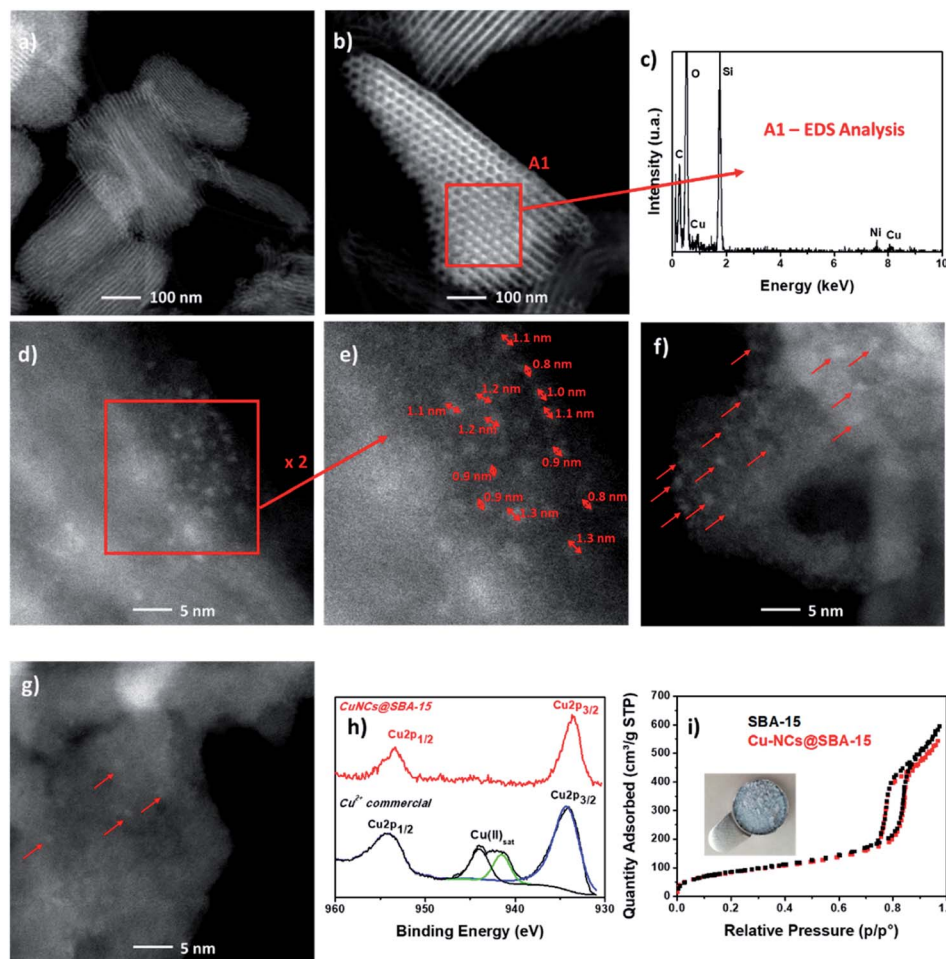 a)
100 nm
b)
A1
100 nm
c)
Intensity (u.a.)
C
O
Cu
Si
Ni
Cu
A1 – EDS Analysis
0 2 4 6 8 10
Energy (keV)
d)
x 2
5 nm
e)
1.1 nm
0.8 nm
1.2 nm
1.0 nm
1.1 nm
1.1 nm
1.2 nm
0.9 nm
0.9 nm
0.9 nm
0.8 nm
1.3 nm
1.3 nm
f)
5 nm
g)
5 nm
h)
CuNCs@SBA-15
Cu2p3/2
Cu2p1/2
Cu2+ commercial
Cu2p3/2
Cu2p1/2
Cu(II)sat
960 950 940 930
Binding Energy (eV)
i)
Quantity Adsorbed (cm³/g STP)
700
600
500
400
300
200
100
0
SBA-15
Cu-NCs@SBA-15
0.0 0.2 0.4 0.6 0.8 1.0
Relative Pressure (p/p°)